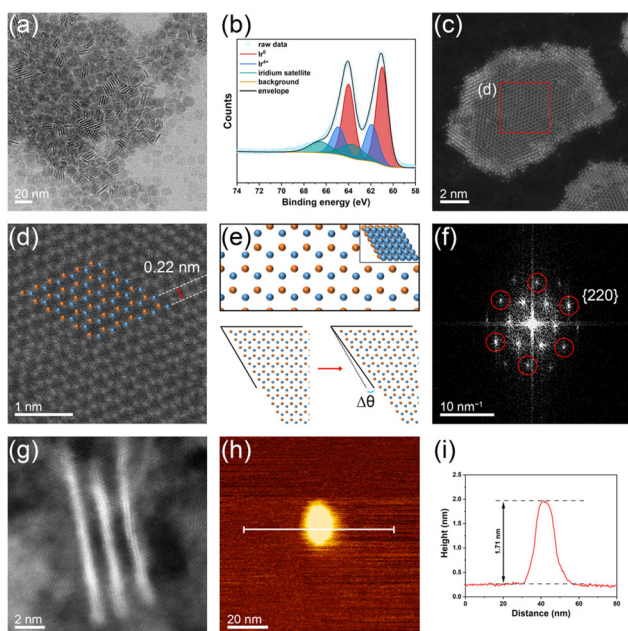 (a)
20 nm
(b)
raw data
Ir⁰
Ir⁴⁺
iridium satellite
background
envelope
Counts
74 72 70 68 66 64 62 60 58
Binding energy (eV)
(c)
(d)
2 nm
(d)
0.22 nm
1 nm
(e)
Δθ
(f)
{220}
10 nm⁻¹
(g)
2 nm
(h)
20 nm
(i)
2.5
2.0
1.5
1.0
0.5
0.0
Height (nm)
1.71 nm
0 20 40 60 80
Distance (nm)